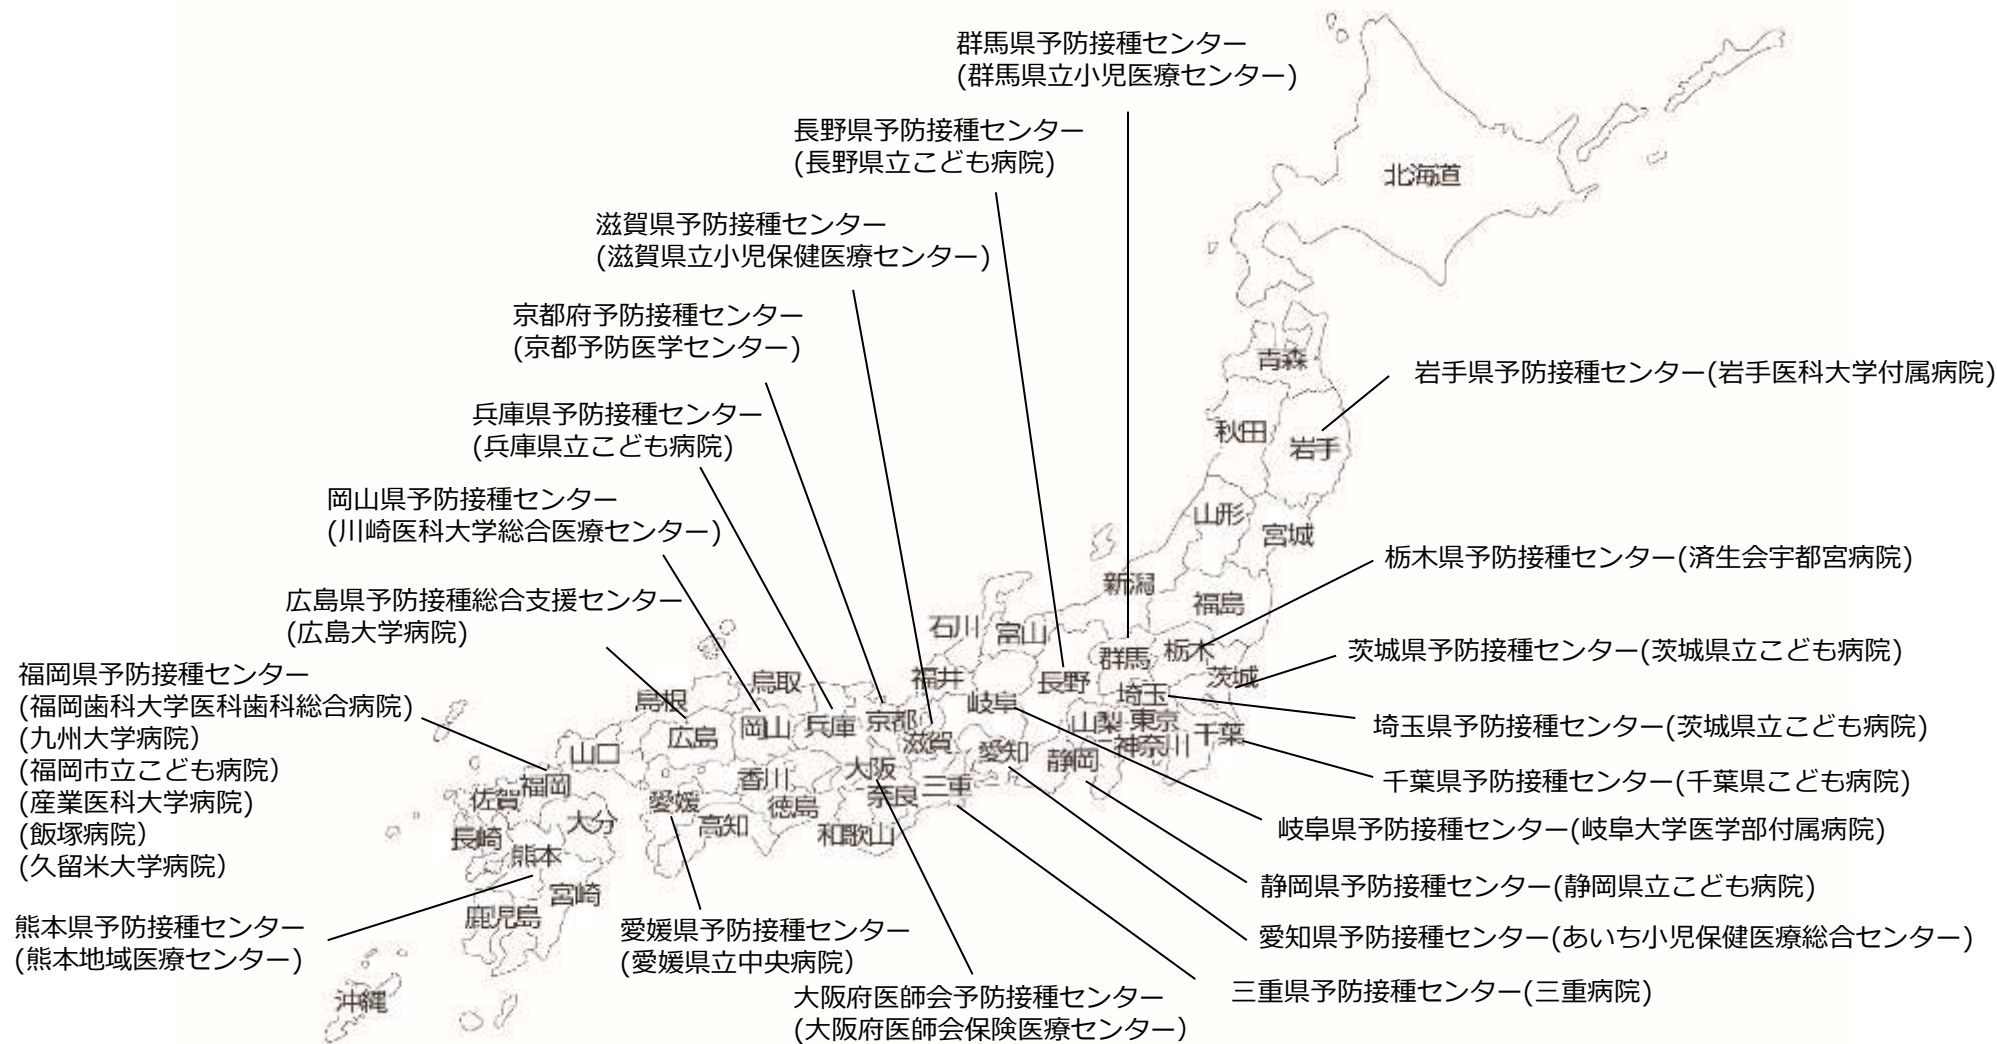 群馬県予防接種センター
(群馬県立小児医療センター)
長野県予防接種センター
(長野県立こども病院)
滋賀県予防接種センター
(滋賀県立小児保健医療センター)
京都府予防接種センター
(京都予防医学センター)
兵庫県予防接種センター
(兵庫県立こども病院)
岡山県予防接種センター
(川崎医科大学総合医療センター)
広島県予防接種総合支援センター
(広島大学病院)
福岡県予防接種センター
(福岡歯科大学医科歯科総合病院)
(九州大学病院)
(福岡市立こども病院)
(産業医科大学病院)
(飯塚病院)
(久留米大学病院)
熊本県予防接種センター
(熊本地域医療センター)
愛媛県予防接種センター
(愛媛県立中央病院)
大阪府医師会予防接種センター
(大阪府医師会保険医療センター)
岩手県予防接種センター(岩手医科大学付属病院)
栃木県予防接種センター(済生会宇都宮病院)
茨城県予防接種センター(茨城県立こども病院)
埼玉県予防接種センター(茨城県立こども病院)
千葉県予防接種センター(千葉県こども病院)
岐阜県予防接種センター(岐阜大学医学部付属病院)
静岡県予防接種センター(静岡県立こども病院)
愛知県予防接種センター(あいち小児保健医療総合センター)
三重県予防接種センター(三重病院)
北海道
青森
秋田
岩手
山形
宮城
新潟
福島
石川
富山
群馬
栃木
茨城
福井
長野
埼玉
岐阜
山梨
東京
千葉
神奈川
静岡
愛知
鳥取
島根
岡山
兵庫
京都
滋賀
広島
山口
大阪
奈良
三重
和歌山
香川
徳島
愛媛
高知
福岡
佐賀
長崎
大分
熊本
宮崎
鹿児島
沖縄